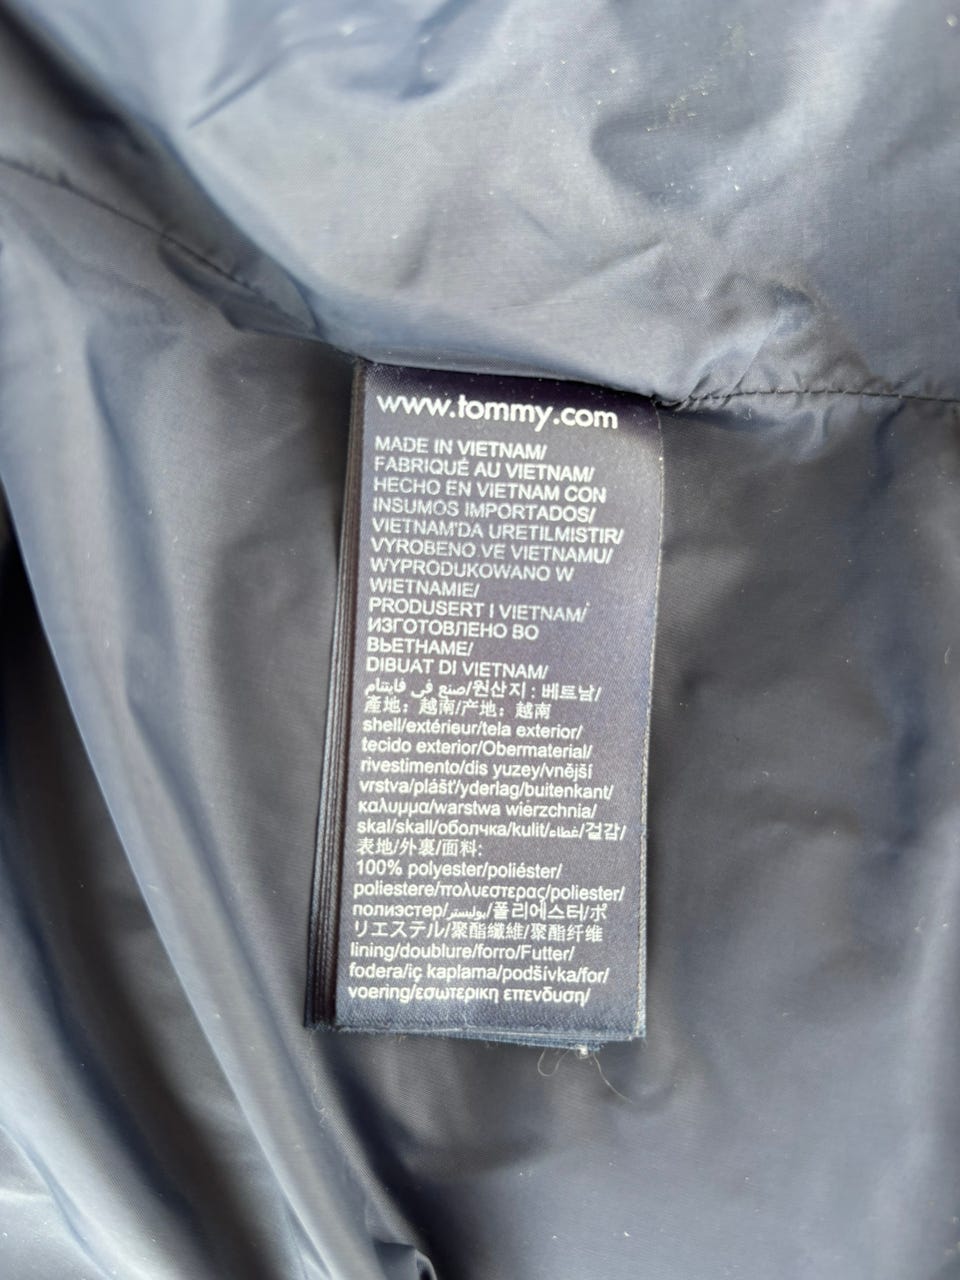 www.tommy.com
MADE IN VIETNAM/
FABRIQUÉ AU VIETNAM/
HECHO EN VIETNAM CON
INSUMOS IMPORTADOS/
VIETNAM'DA URETILMISTIR/
VYROBENO VE VIETNAMU/
WYPRODUKOWANO W
WIETNAMIE/
PRODUSERT I VIETNAM/
ИЗГОТОВЛЕНО ВО
ВЬЕТНАМЕ/
DIBUAT DI VIETNAM/
صنع في فايتنام/원산지 : 베트남/
產地：越南/产地：越南
shell/extérieur/tela exterior/
tecido exterior/Obermaterial/
rivestimento/dis yuzey/vnější
vrstva/plášť/yderlag/buitenkant/
καλυμμα/warstwa wierzchnia/
skal/skall/оболчка/kulit/غطاء/겉감/
表地/外裏/面料:
100% polyester/poliéster/
poliestere/πολυεστερας/poliester/
полиэстер/بوليستر/폴리에스터/ポ
リエステル/聚酯纖維/聚酯纤维
lining/doublure/forro/Futter/
fodera/iç kaplama/podšívka/for/
voering/εσωτερικη επενδυση/